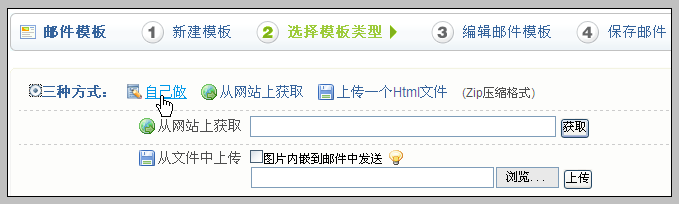 邮件模板 1 新建模板 2 选择模板类型 3 编辑邮件模板 4 保存邮件
三种方式： 自己做 从网站上获取 上传一个Html文件 (Zip压缩格式)
从网站上获取 获取
从文件中上传 图片内嵌到邮件中发送
浏览... 上传